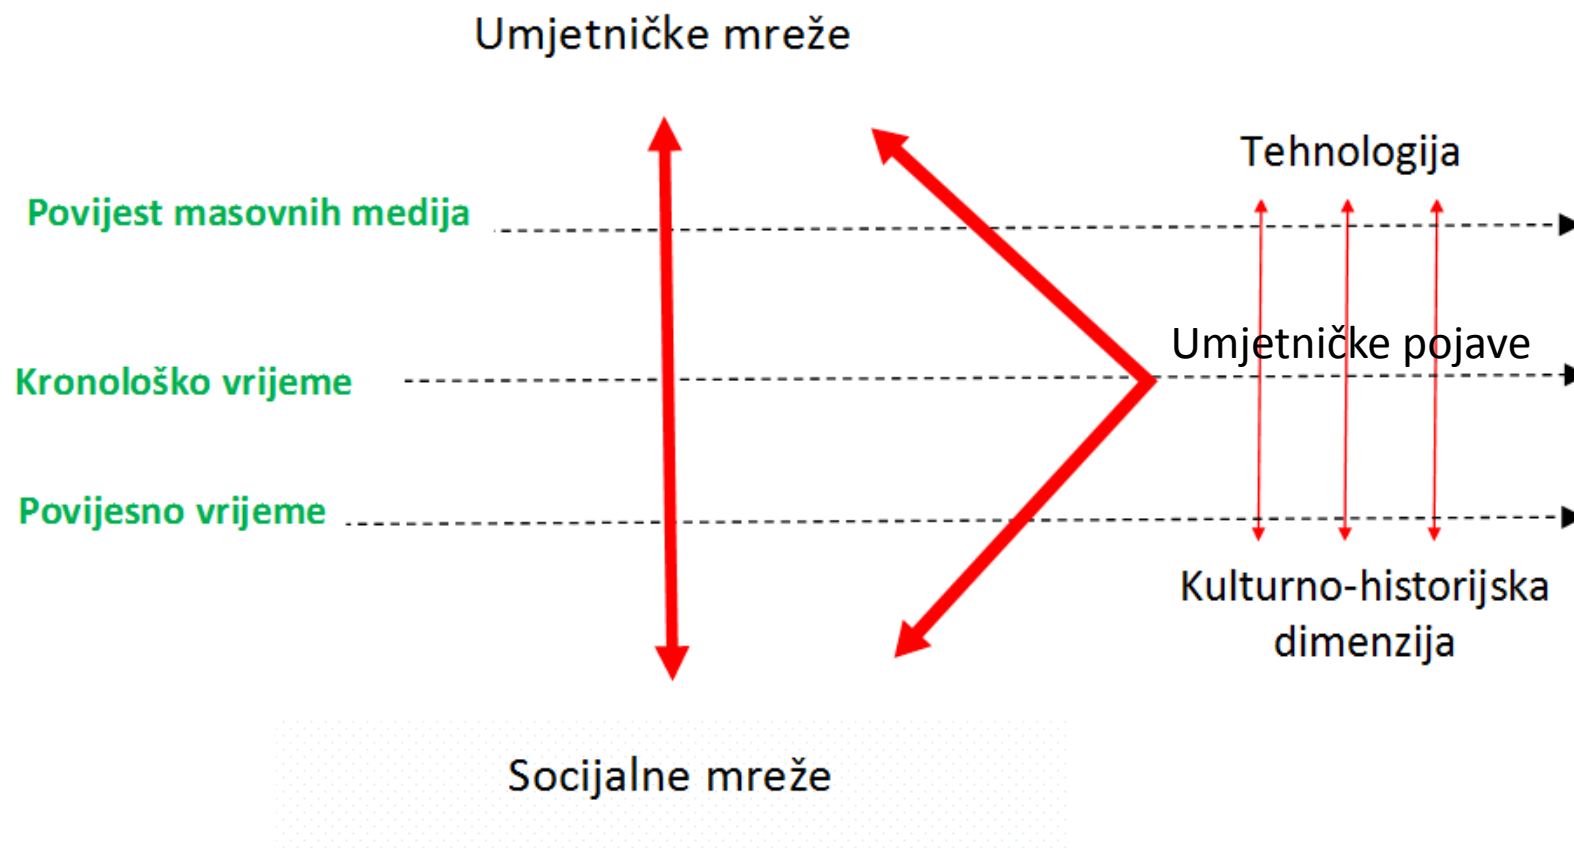 Umjetničke mreže
Tehnologija
Povijest masovnih medija
Umjetničke pojave
Kronološko vrijeme
Povijesno vrijeme
Kulturno-historijska
dimenzija
Socijalne mreže